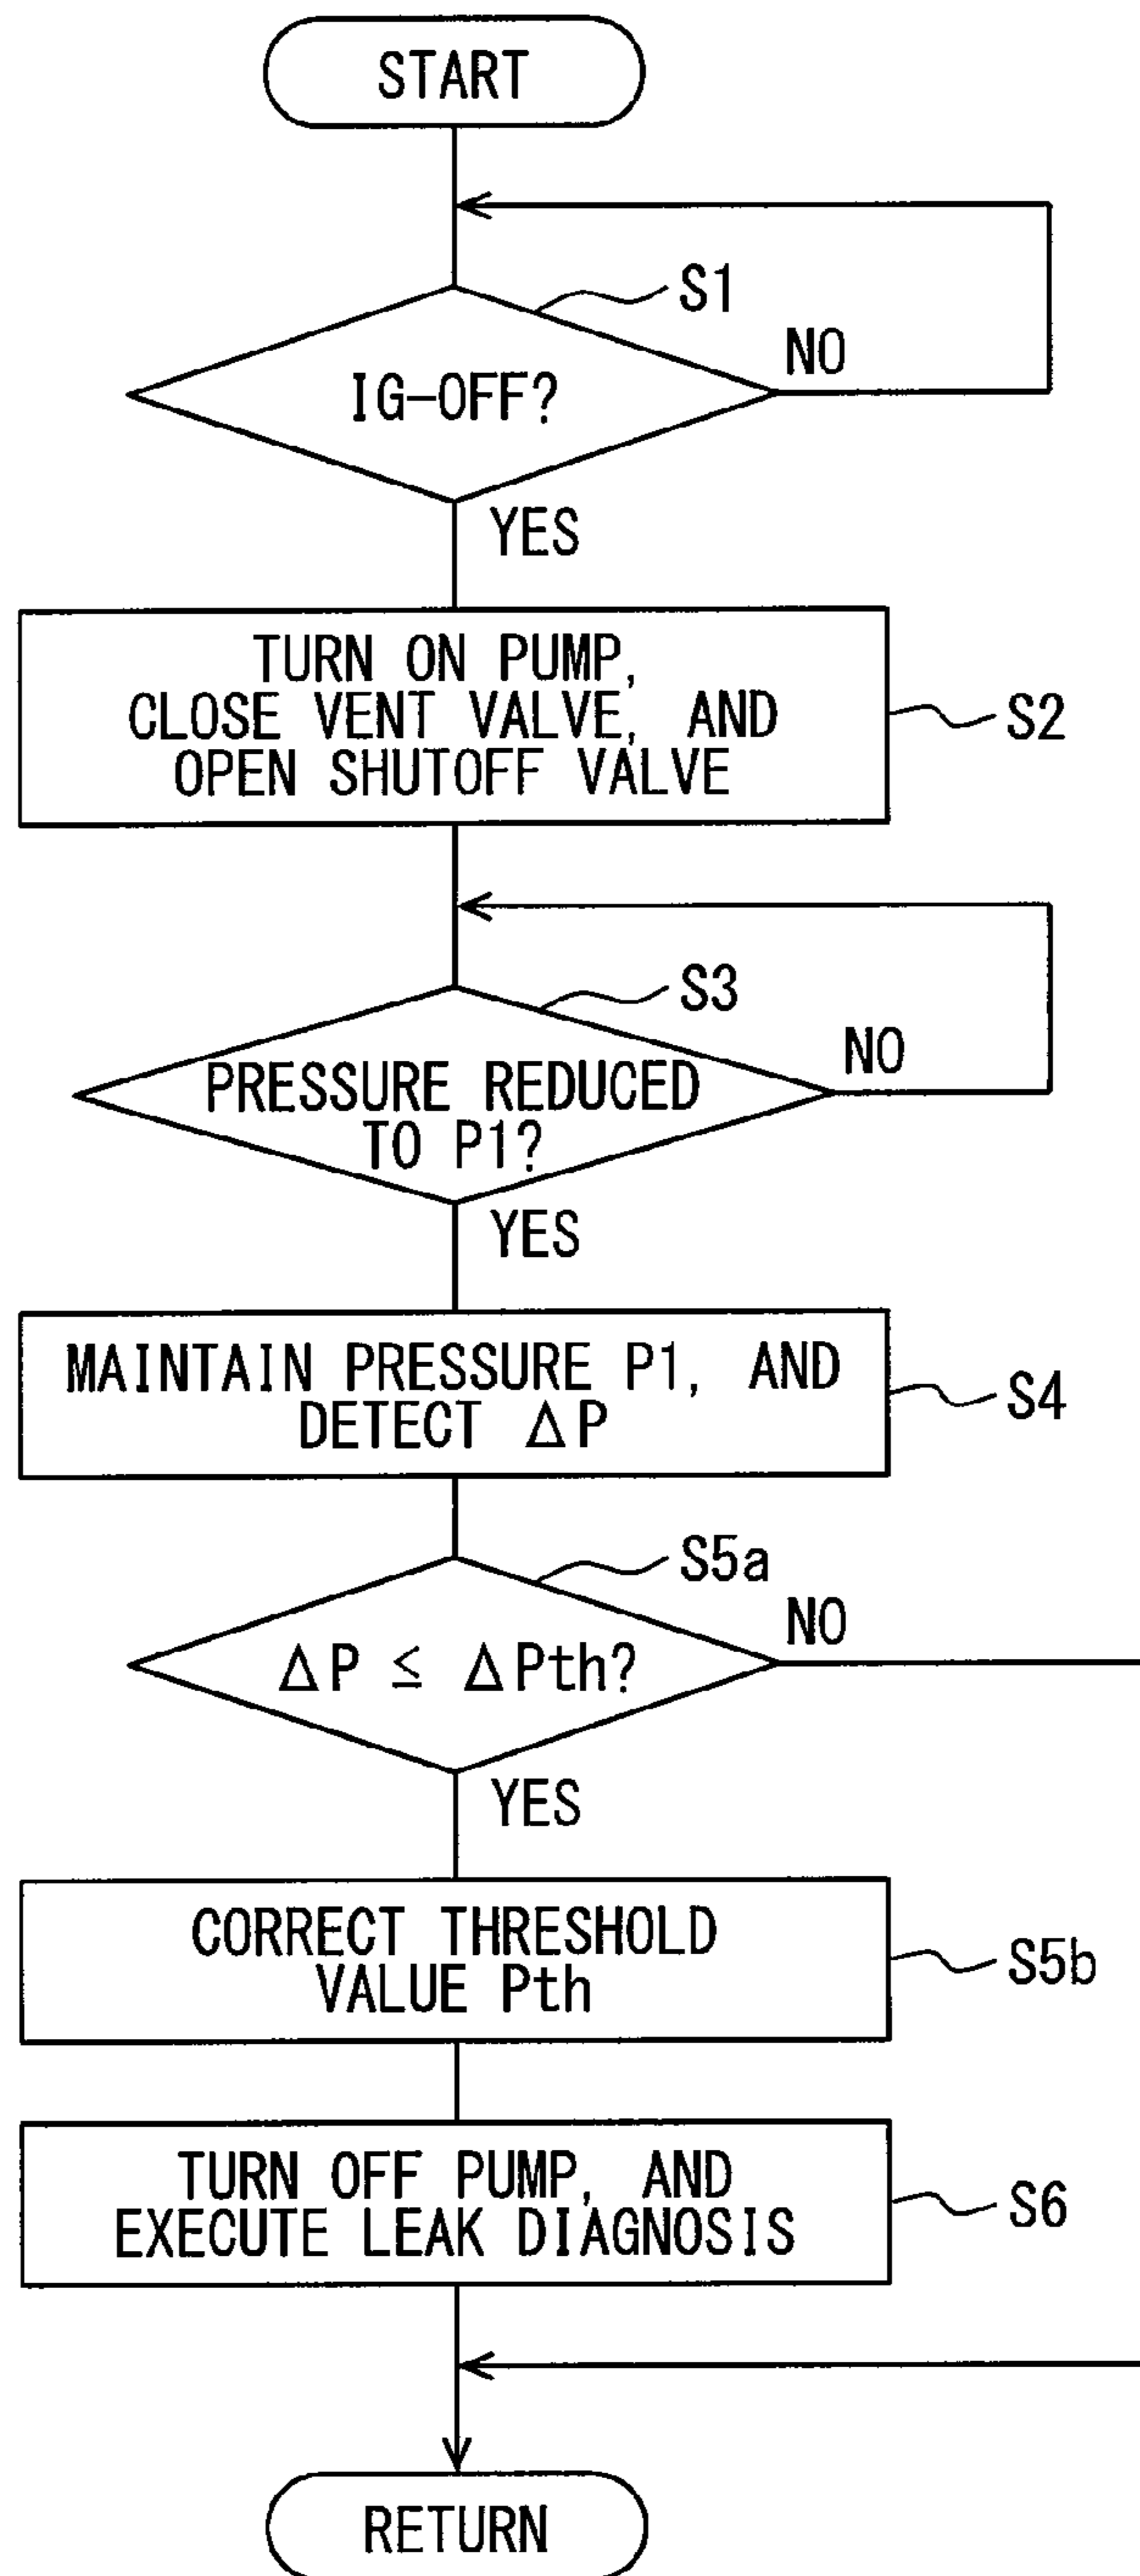 START
S1
IG-OFF?
NO
YES
TURN ON PUMP,
CLOSE VENT VALVE, AND
OPEN SHUTOFF VALVE
S2
S3
PRESSURE REDUCED
TO P1?
NO
YES
MAINTAIN PRESSURE P1, AND
DETECT ΔP
S4
S5a
ΔP ≤ ΔPth?
NO
YES
CORRECT THRESHOLD
VALUE Pth
S5b
TURN OFF PUMP, AND
EXECUTE LEAK DIAGNOSIS
S6
RETURN